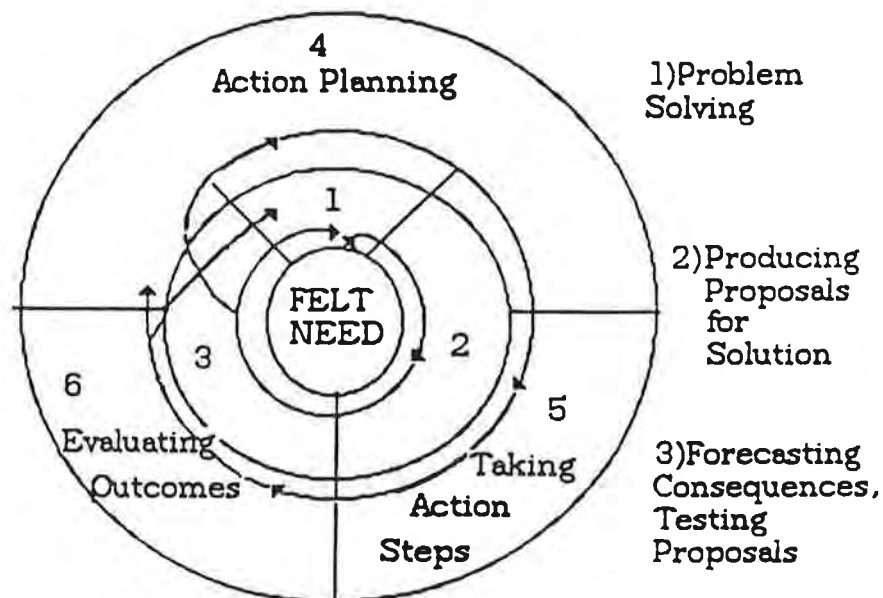 4
Action Planning
1)Problem
Solving
1
FELT
NEED
2
3
2)Producing
Proposals
for
Solution
6
Evaluating
Outcomes
5
Taking
Action
Steps
3)Forecasting
Consequences,
Testing
Proposals